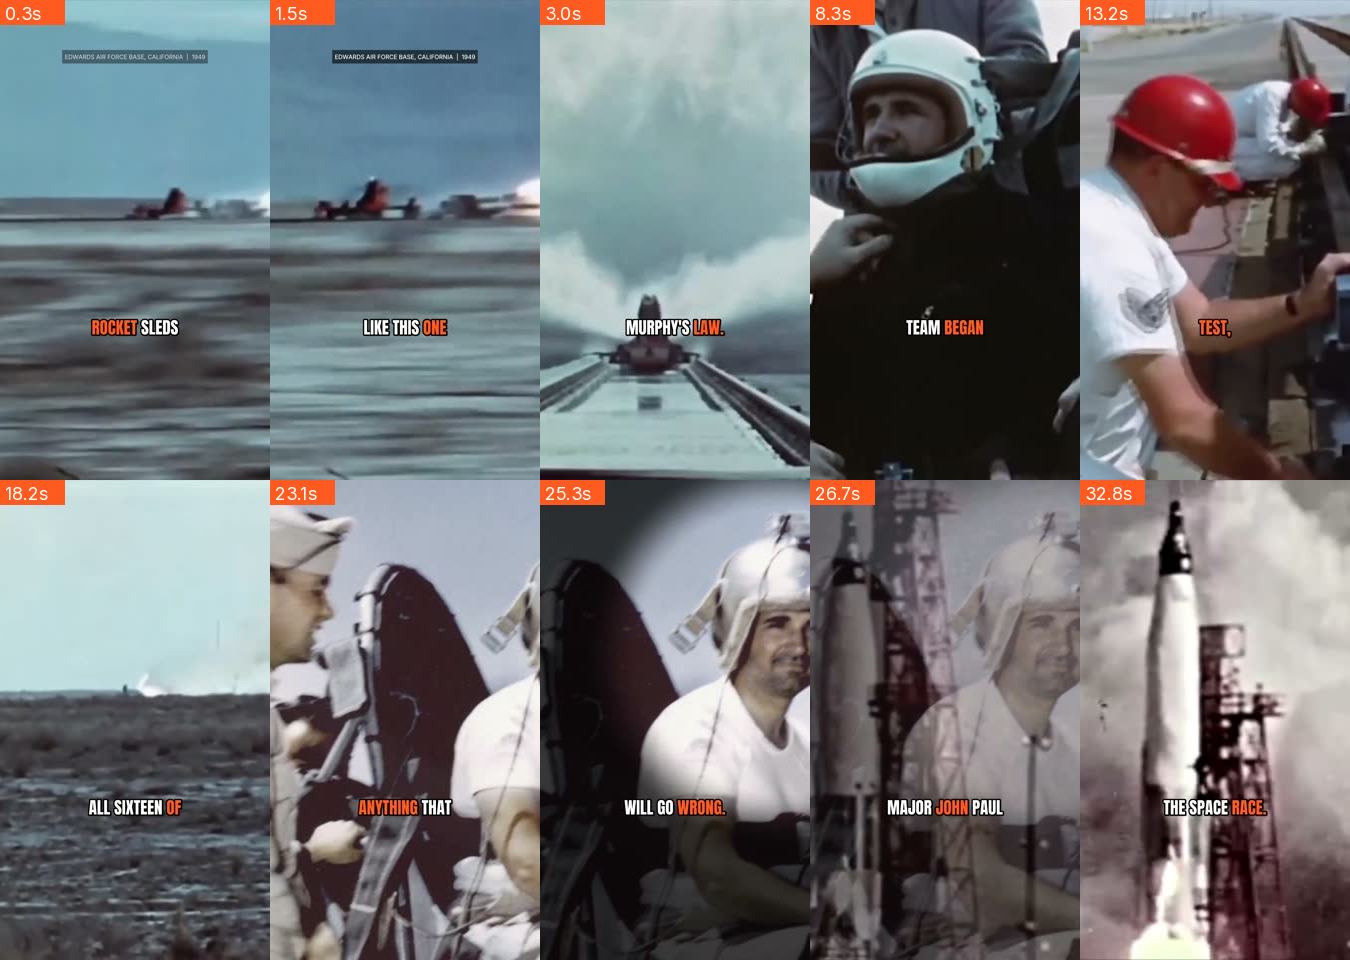 0.3s
EDWARDS AIR FORCE BASE, CALIFORNIA | 1949
ROCKET SLEDS
1.5s
EDWARDS AIR FORCE BASE, CALIFORNIA | 1949
LIKE THIS ONE
3.0s
MURPHY'S LAW.
8.3s
TEAM BEGAN
13.2s
TEST,
18.2s
ALL SIXTEEN OF
23.1s
ANYTHING THAT
25.3s
WILL GO WRONG.
26.7s
MAJOR JOHN PAUL
32.8s
THE SPACE RACE.